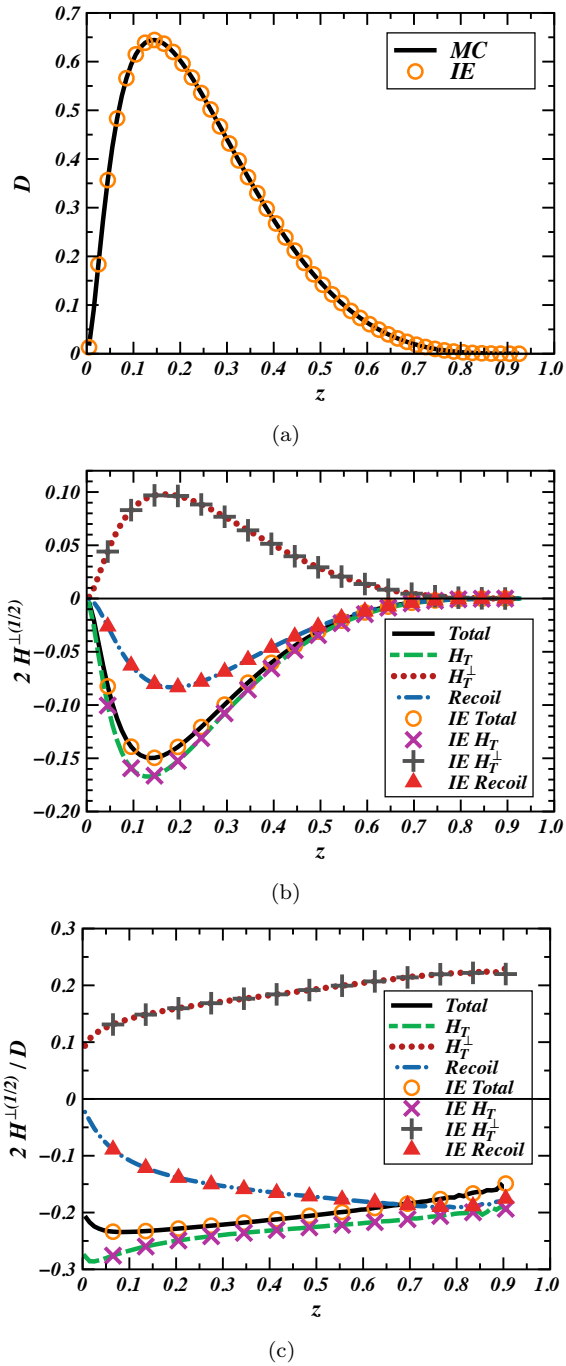 0.7
0.6
0.5
0.4
0.3
0.2
0.1
0
D
MC
IE
0 0.1 0.2 0.3 0.4 0.5 0.6 0.7 0.8 0.9 1.0
z
(a)
0.10
0.05
0
−0.05
−0.10
−0.15
−0.20
2 H^⊥(1/2)
Total
H_T
H_T^⊥
Recoil
IE Total
IE H_T
IE H_T^⊥
IE Recoil
0 0.1 0.2 0.3 0.4 0.5 0.6 0.7 0.8 0.9 1.0
z
(b)
0.3
0.2
0.1
0
−0.1
−0.2
−0.3
2 H^⊥(1/2) / D
Total
H_T
H_T^⊥
Recoil
IE Total
IE H_T
IE H_T^⊥
IE Recoil
0 0.1 0.2 0.3 0.4 0.5 0.6 0.7 0.8 0.9 1.0
z
(c)